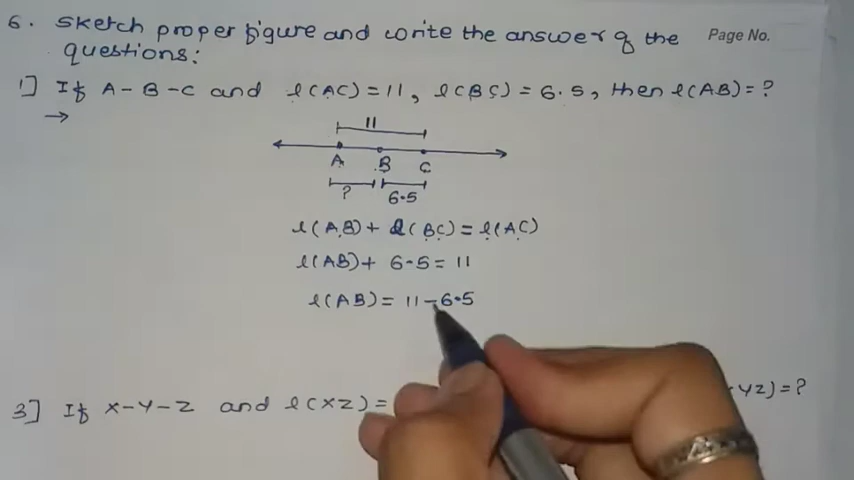 6. Sketch proper figure and write the answer of the Page No.
questions:
1] If A-B-C and l(AC)=11, l(BC)=6.5, then l(AB)=?
→
11
A B C
? 6.5
l(AB)+ l(BC)=l(AC)
l(AB)+ 6.5=11
l(AB)= 11-6.5
3] If X-Y-Z and l(XZ)= YZ)=?